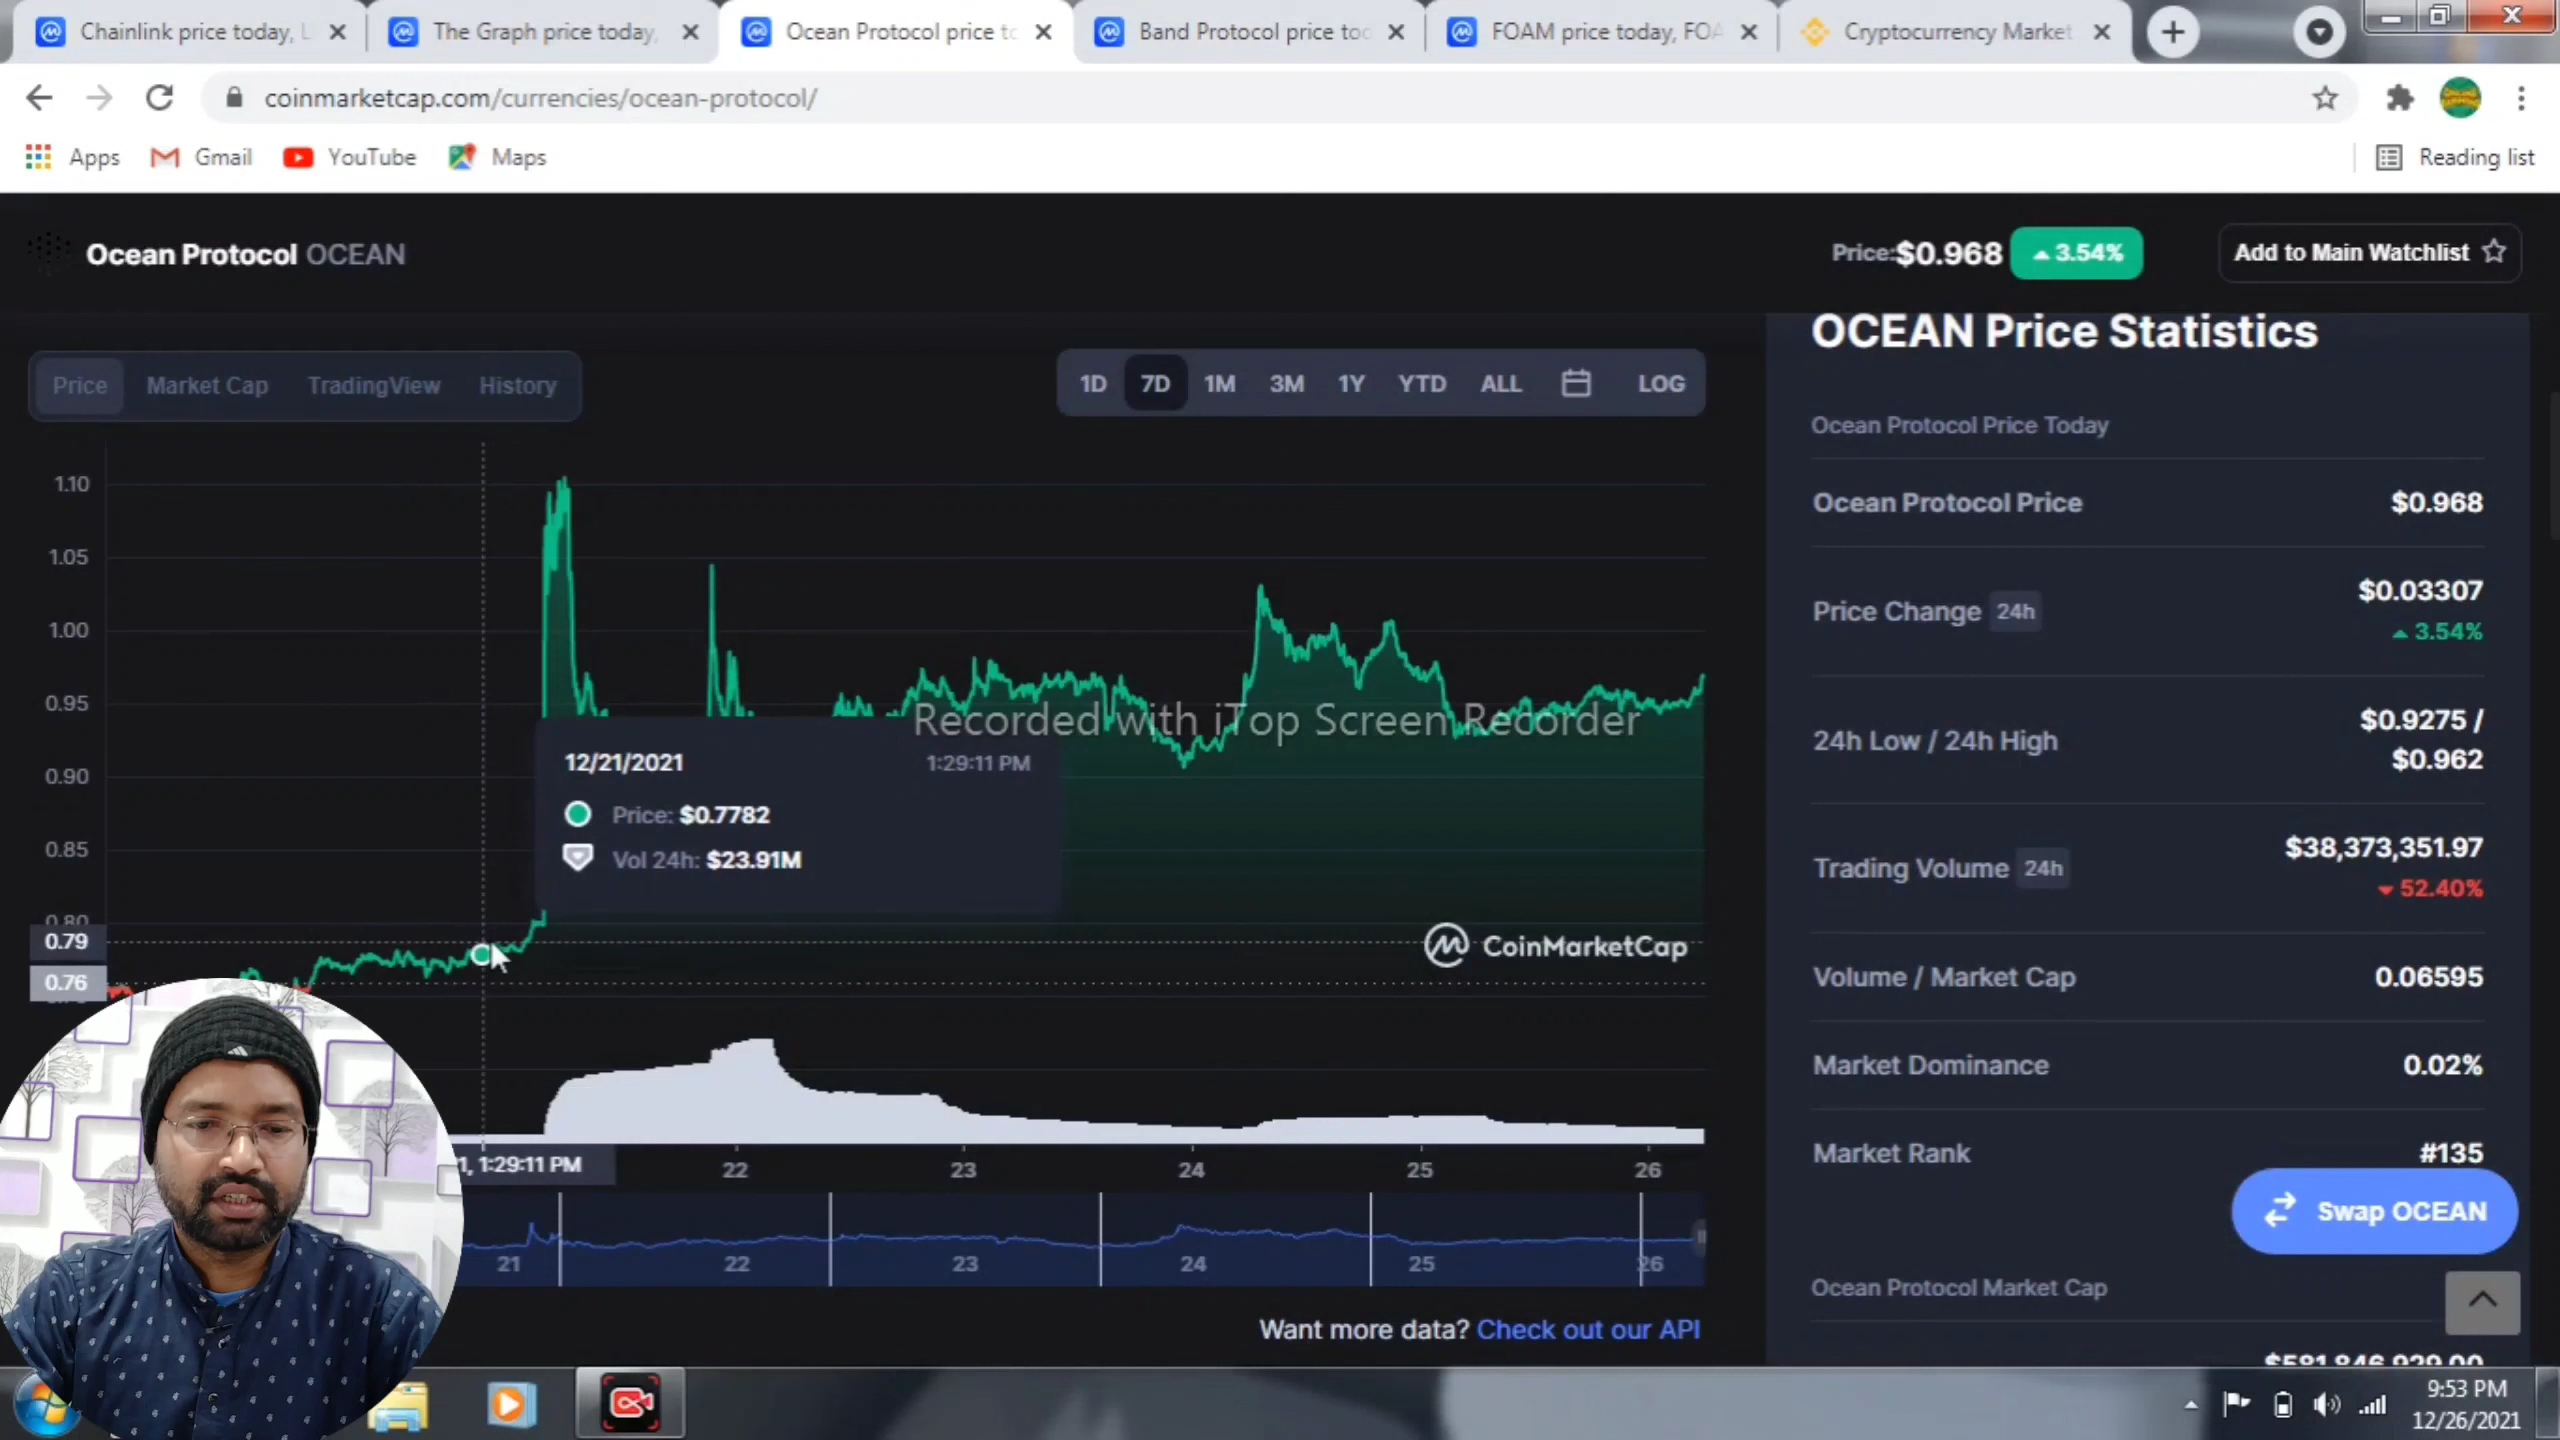 Chainlink price today, L
The Graph price today,
Ocean Protocol price to
Band Protocol price too
FOAM price today, FOA
Cryptocurrency Market
coinmarketcap.com/currencies/ocean-protocol/
Apps
Gmail
YouTube
Maps
Reading list
Ocean Protocol OCEAN
Price:$0.968
3.54%
Add to Main Watchlist
Price
Market Cap
TradingView
History
1D
7D
1M
3M
1Y
YTD
ALL
LOG
1.10
1.05
1.00
0.95
0.90
0.85
0.80
0.79
0.76
Recorded with iTop Screen Recorder
12/21/2021
1:29:11 PM
Price: $0.7782
Vol 24h: $23.91M
CoinMarketCap
1, 1:29:11 PM
22
23
24
25
26
21
22
23
24
25
26
Want more data? Check out our API
OCEAN Price Statistics
Ocean Protocol Price Today
Ocean Protocol Price
$0.968
Price Change 24h
$0.03307
3.54%
24h Low / 24h High
$0.9275 /
$0.962
Trading Volume 24h
$38,373,351.97
52.40%
Volume / Market Cap
0.06595
Market Dominance
0.02%
Market Rank
#135
Swap OCEAN
Ocean Protocol Market Cap
$581,846,929.00
9:53 PM
12/26/2021